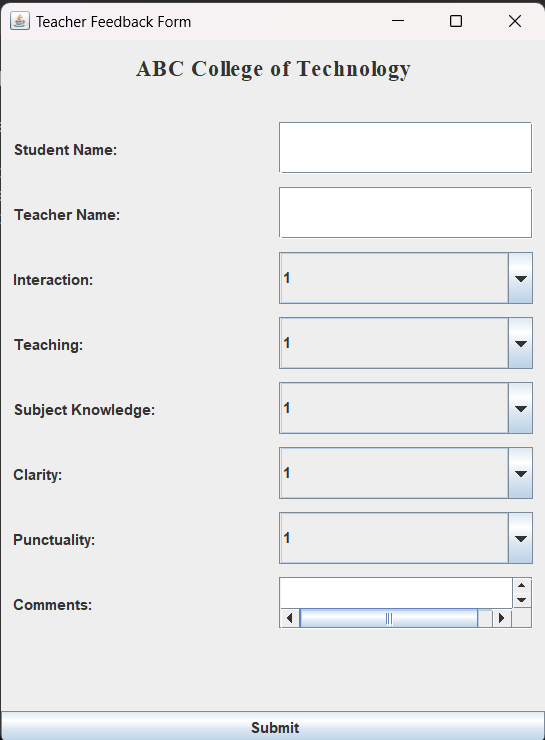 Teacher Feedback Form
ABC College of Technology
Student Name:
Teacher Name:
Interaction: 1
Teaching: 1
Subject Knowledge: 1
Clarity: 1
Punctuality: 1
Comments:
Submit